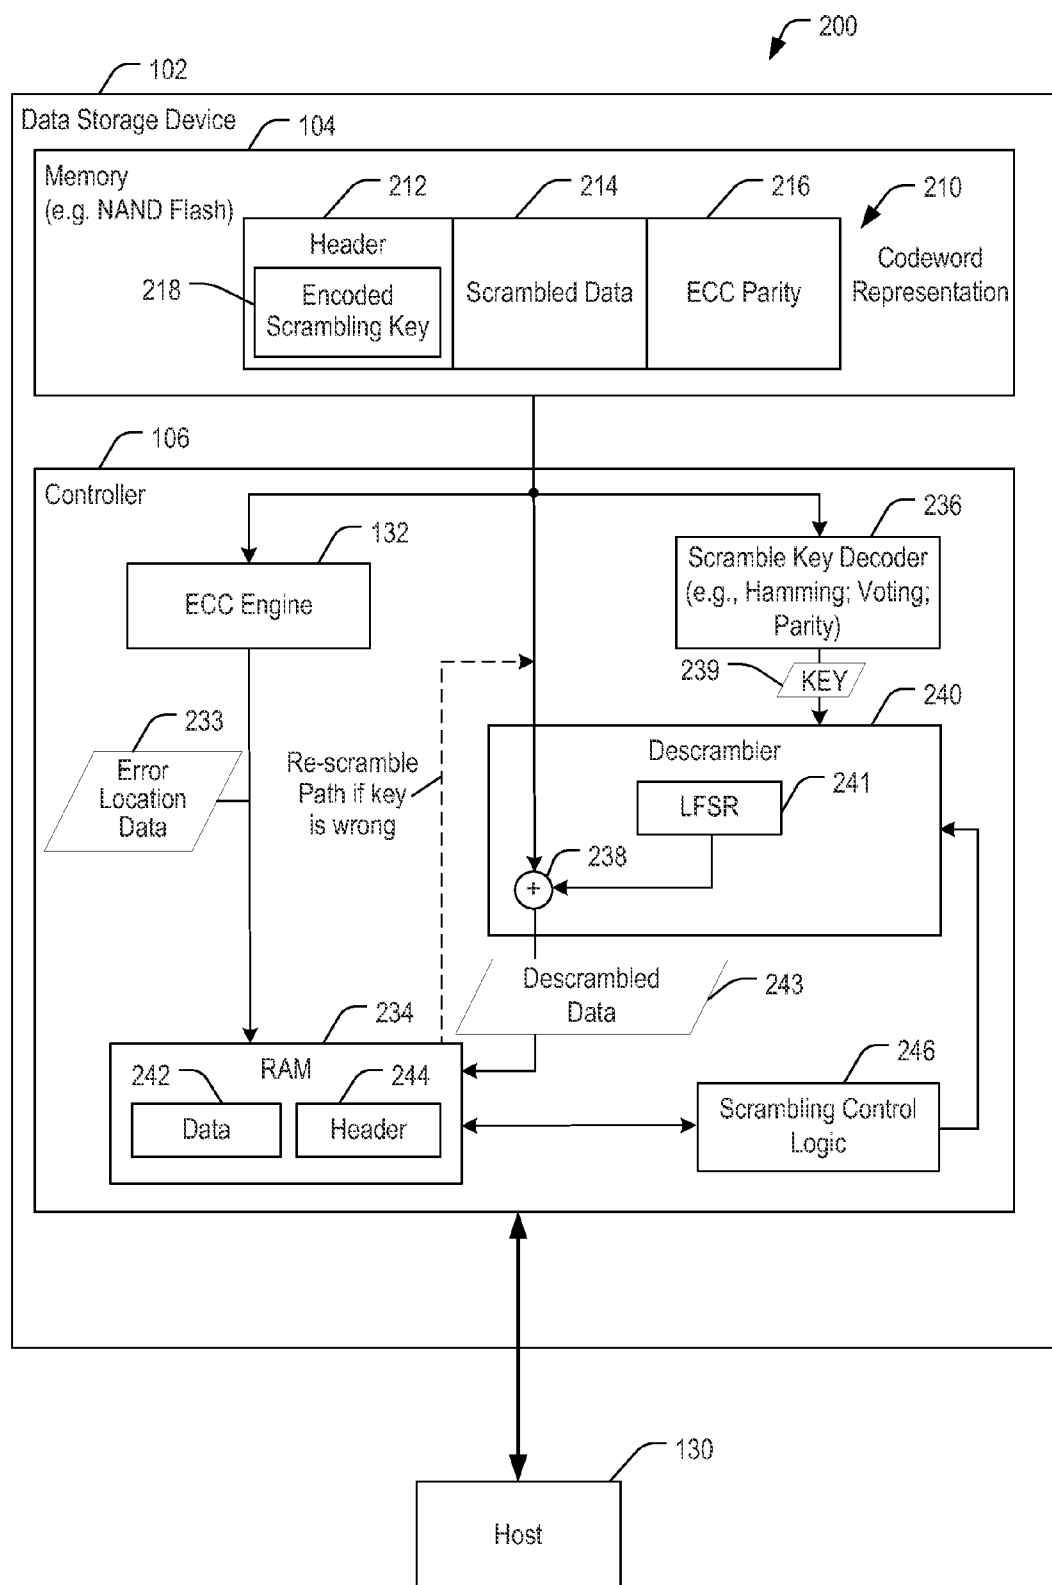 200
102
Data Storage Device
104
Memory
(e.g. NAND Flash)
212
214
216
210
Header
218
Encoded
Scrambling Key
Scrambled Data
ECC Parity
Codeword
Representation
106
Controller
132
ECC Engine
236
Scramble Key Decoder
(e.g., Hamming; Voting;
Parity)
239
KEY
240
233
Error
Location
Data
Re-scramble
Path if key
is wrong
Descrambler
241
LFSR
238
+
Descrambled
Data
243
234
RAM
242
244
Data
Header
246
Scrambling Control
Logic
130
Host